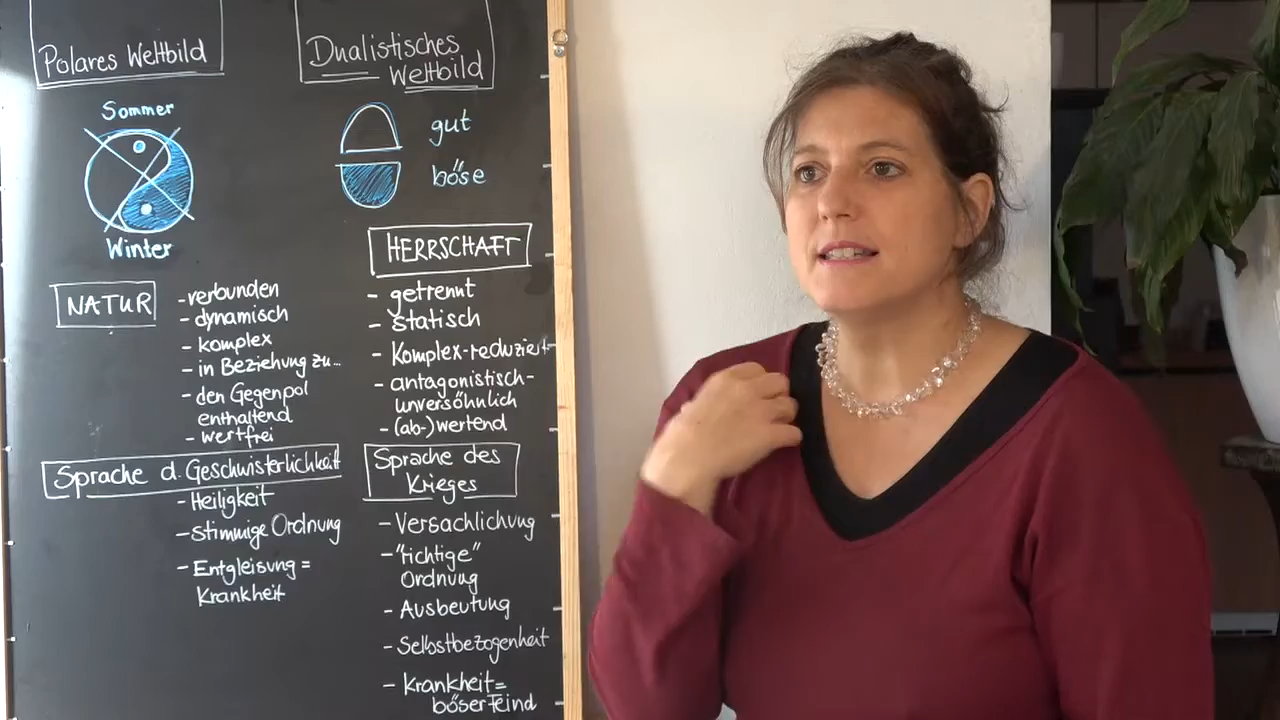 Polares Weltbild
Sommer
Winter
NATUR
- verbunden
- dynamisch
- komplex
- in Beziehung zu...
- den Gegenpol
enthaltend
- wertfrei
Sprache d. Geschwisterlichkeit
- Heiligkeit
- Stimmige Ordnung
- Entgleisung =
Krankheit
Dualistisches
Weltbild
gut
böse
HERRSCHAFT
- getrennt
- statisch
- Komplex-reduziert
- antagonistisch-
unversöhnlich
- (ab-)wertend
Sprache des
Krieges
- Versachlichung
- "richtige"
Ordnung
- Ausbeutung
- Selbstbezogenheit
- Krankheit =
böser Feind